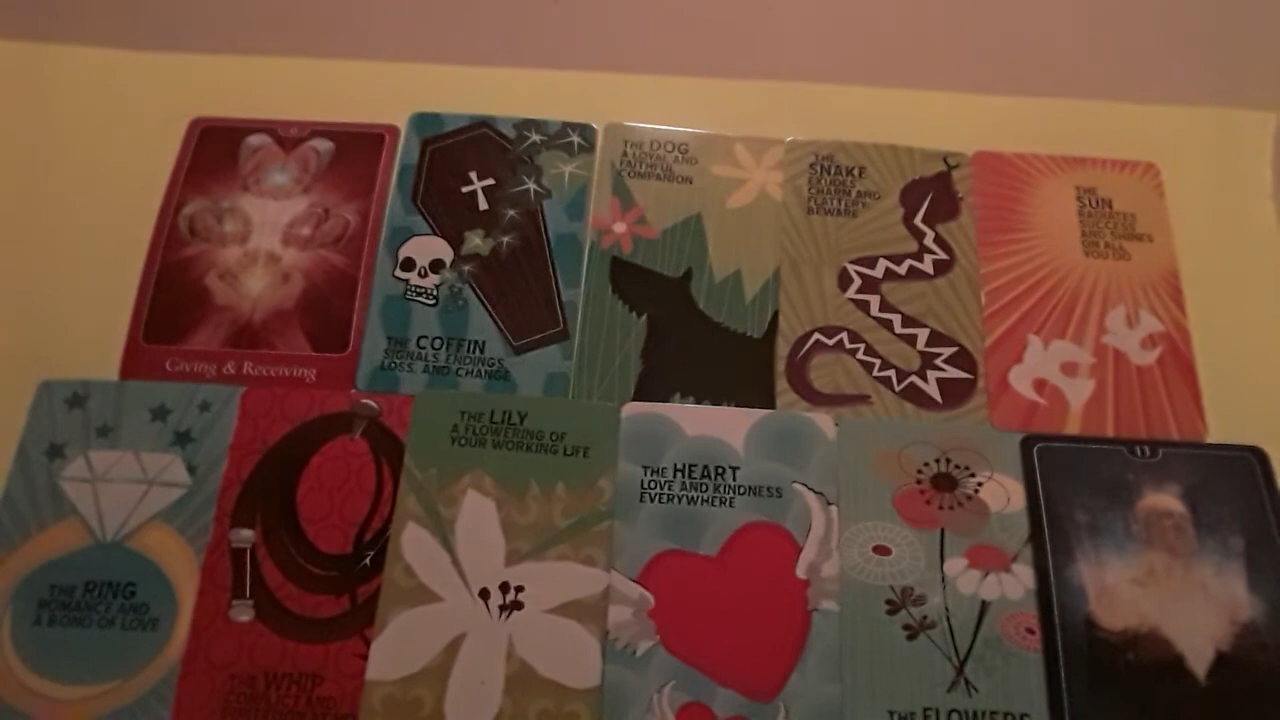 Giving & Receiving
THE COFFIN
SIGNALS ENDINGS,
LOSS, AND CHANGE
THE DOG
A LOYAL AND
FAITHFUL
COMPANION
THE
SNAKE
EXUDES
CHARM AND
FLATTERY:
BEWARE
THE
SUN
RADIATES
SUCCESS
AND SHINES
ON ALL
YOU DO
THE RING
ROMANCE AND
A BOND OF LOVE
THE WHIP
THE LILY
A FLOWERING OF
YOUR WORKING LIFE
THE HEART
LOVE AND KINDNESS
EVERYWHERE
THE FLOWERS